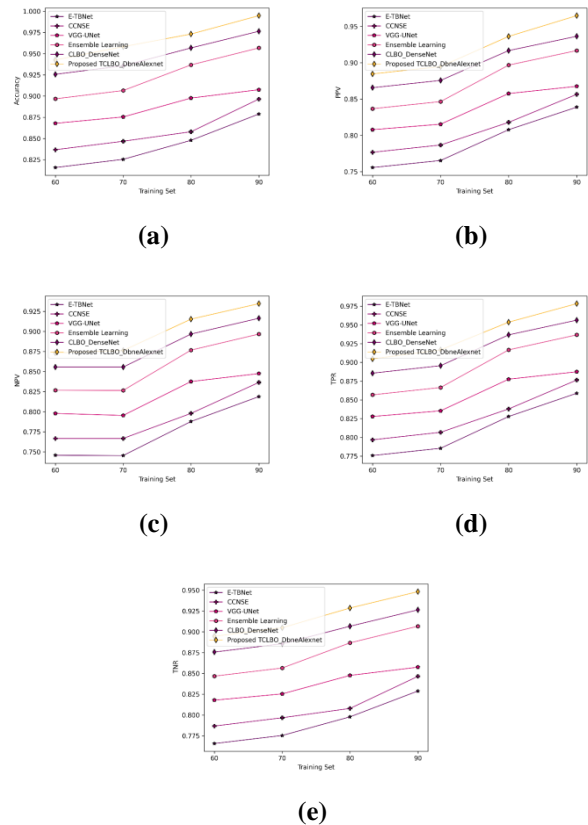 1.000
0.975
0.950
0.925
0.900
0.875
0.850
0.825
Accuracy
E-TBNet
CCNSE
VGG-UNet
Ensemble Learning
CLBO_DenseNet
Proposed TCLBO_DbneAlexnet
60 70 80 90
Training Set
(a)
0.95
0.90
0.85
0.80
0.75
PPV
E-TBNet
CCNSE
VGG-UNet
Ensemble Learning
CLBO_DenseNet
Proposed TCLBO_DbneAlexnet
60 70 80 90
Training Set
(b)
0.925
0.900
0.875
0.850
0.825
0.800
0.775
0.750
NPV
E-TBNet
CCNSE
VGG-UNet
Ensemble Learning
CLBO_DenseNet
Proposed TCLBO_DbneAlexnet
60 70 80 90
Training Set
(c)
0.975
0.950
0.925
0.900
0.875
0.850
0.825
0.800
0.775
TPR
E-TBNet
CCNSE
VGG-UNet
Ensemble Learning
CLBO_DenseNet
Proposed TCLBO_DbneAlexnet
60 70 80 90
Training Set
(d)
0.950
0.925
0.900
0.875
0.850
0.825
0.800
0.775
TNR
E-TBNet
CCNSE
VGG-UNet
Ensemble Learning
CLBO_DenseNet
Proposed TCLBO_DbneAlexnet
60 70 80 90
Training Set
(e)